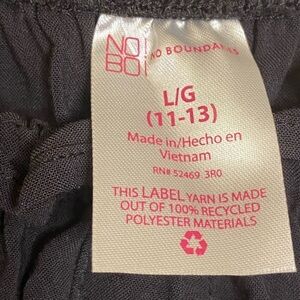 NO!
BO!
NO BOUNDARIES
L/G
(11-13)
Made in/Hecho en
Vietnam
RN# 52469 3R0
THIS LABEL YARN IS MADE
OUT OF 100% RECYCLED
POLYESTER MATERIALS